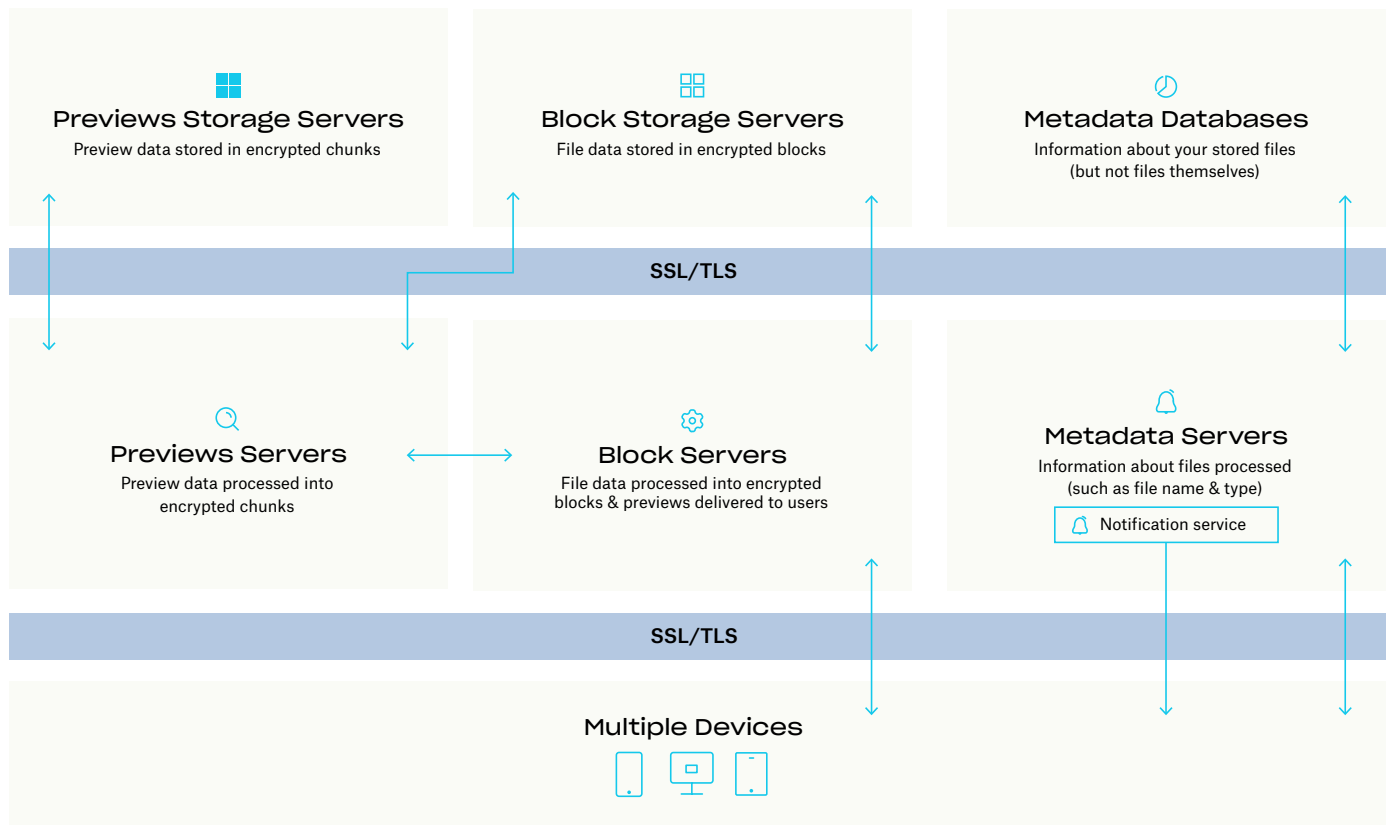 Previews Storage Servers
Preview data stored in encrypted chunks
Block Storage Servers
File data stored in encrypted blocks
Metadata Databases
Information about your stored files
(but not files themselves)
SSL/TLS
Previews Servers
Preview data processed into
encrypted chunks
Block Servers
File data processed into encrypted
blocks & previews delivered to users
Metadata Servers
Information about files processed
(such as file name & type)
Notification service
SSL/TLS
Multiple Devices